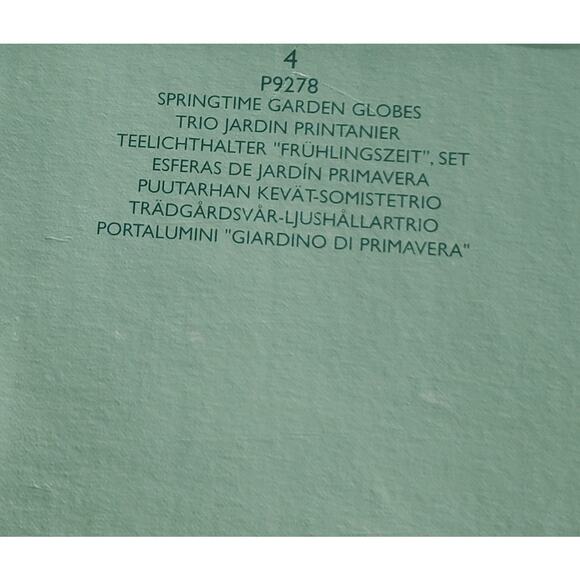 4
P9278
SPRINGTIME GARDEN GLOBES
TRIO JARDIN PRINTANIER
TEELICHTHALTER "FRÜHLINGSZEIT", SET
ESFERAS DE JARDÍN PRIMAVERA
PUUTARHAN KEVÄT-SOMISTETRIO
TRÄDGÅRDSVÅR-LJUSHÅLLARTRIO
PORTALUMINI "GIARDINO DI PRIMAVERA"